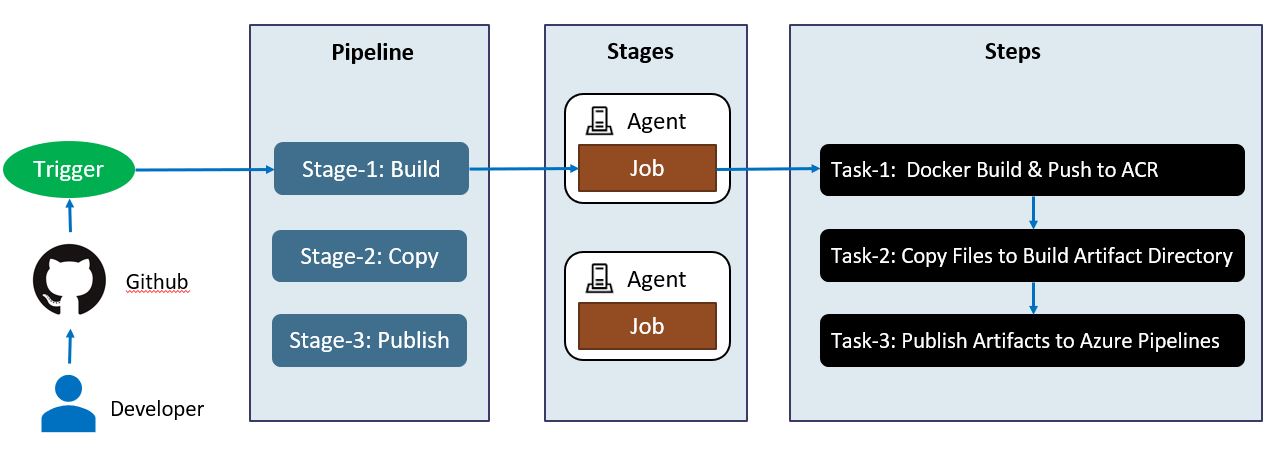 Pipeline
Stages
Steps
Trigger
Github
Developer
Stage-1: Build
Stage-2: Copy
Stage-3: Publish
Agent
Job
Agent
Job
Task-1: Docker Build & Push to ACR
Task-2: Copy Files to Build Artifact Directory
Task-3: Publish Artifacts to Azure Pipelines